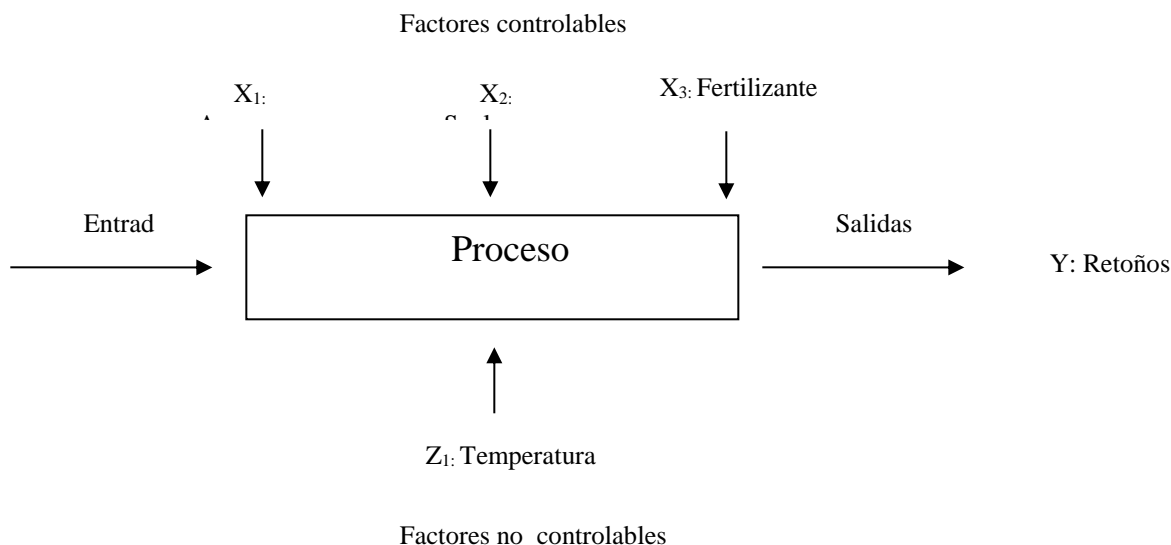 Factores controlables
X1:
X2:
X3: Fertilizante
Entrad
Proceso
Salidas
Y: Retoños
Z1: Temperatura
Factores no controlables